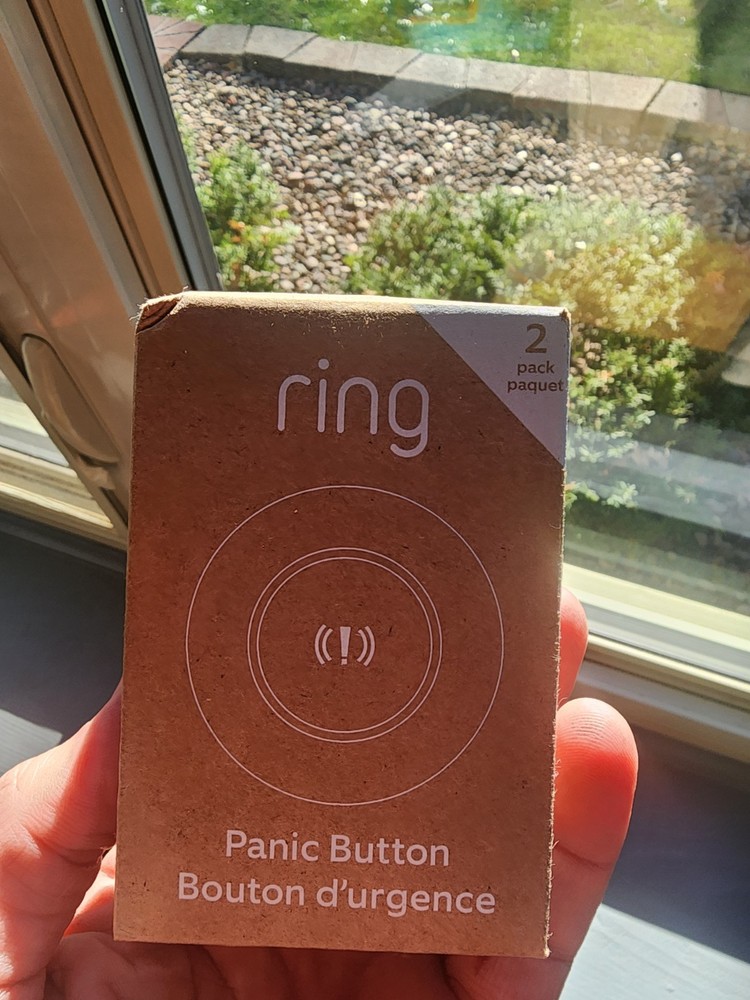 ring
2
pack
paquet
Panic Button
Bouton d'urgence